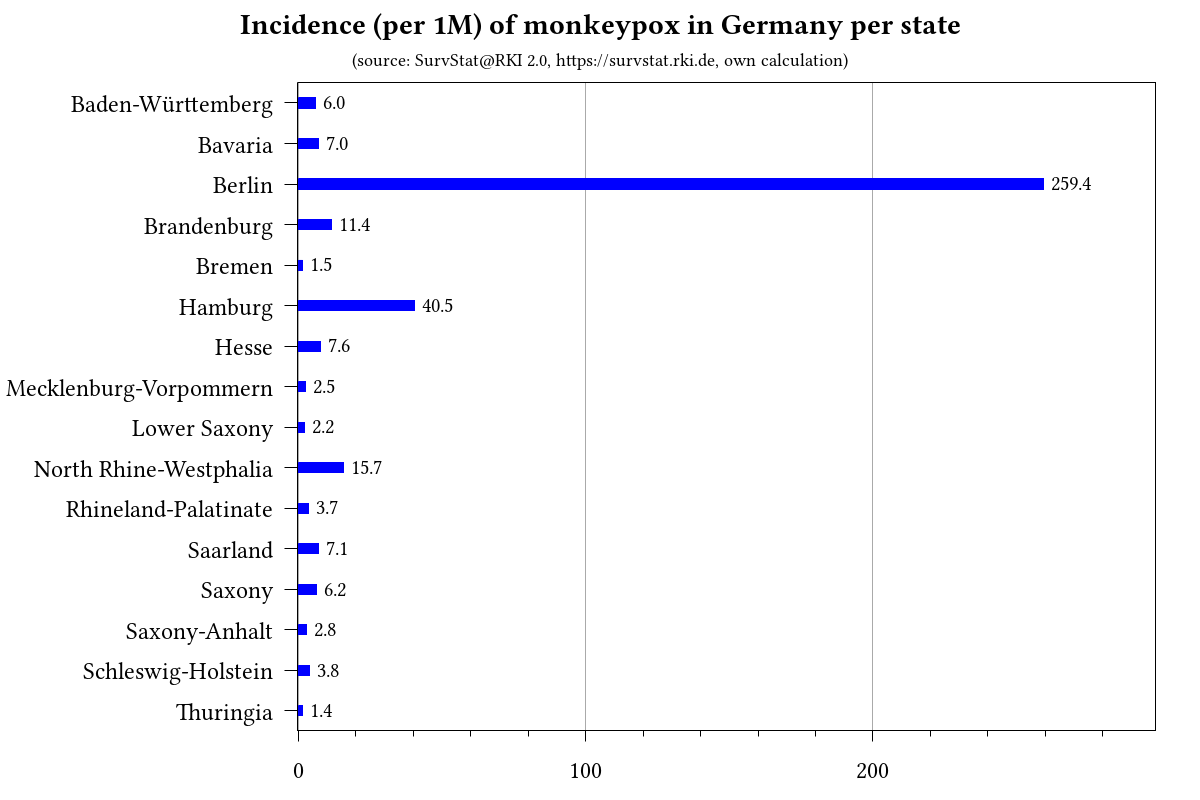 Incidence (per 1M) of monkeypox in Germany per state
(source: SurvStat@RKI 2.0, https://survstat.rki.de, own calculation)
Baden-Württemberg 6.0
Bavaria 7.0
Berlin 259.4
Brandenburg 11.4
Bremen 1.5
Hamburg 40.5
Hesse 7.6
Mecklenburg-Vorpommern 2.5
Lower Saxony 2.2
North Rhine-Westphalia 15.7
Rhineland-Palatinate 3.7
Saarland 7.1
Saxony 6.2
Saxony-Anhalt 2.8
Schleswig-Holstein 3.8
Thuringia 1.4
0 100 200